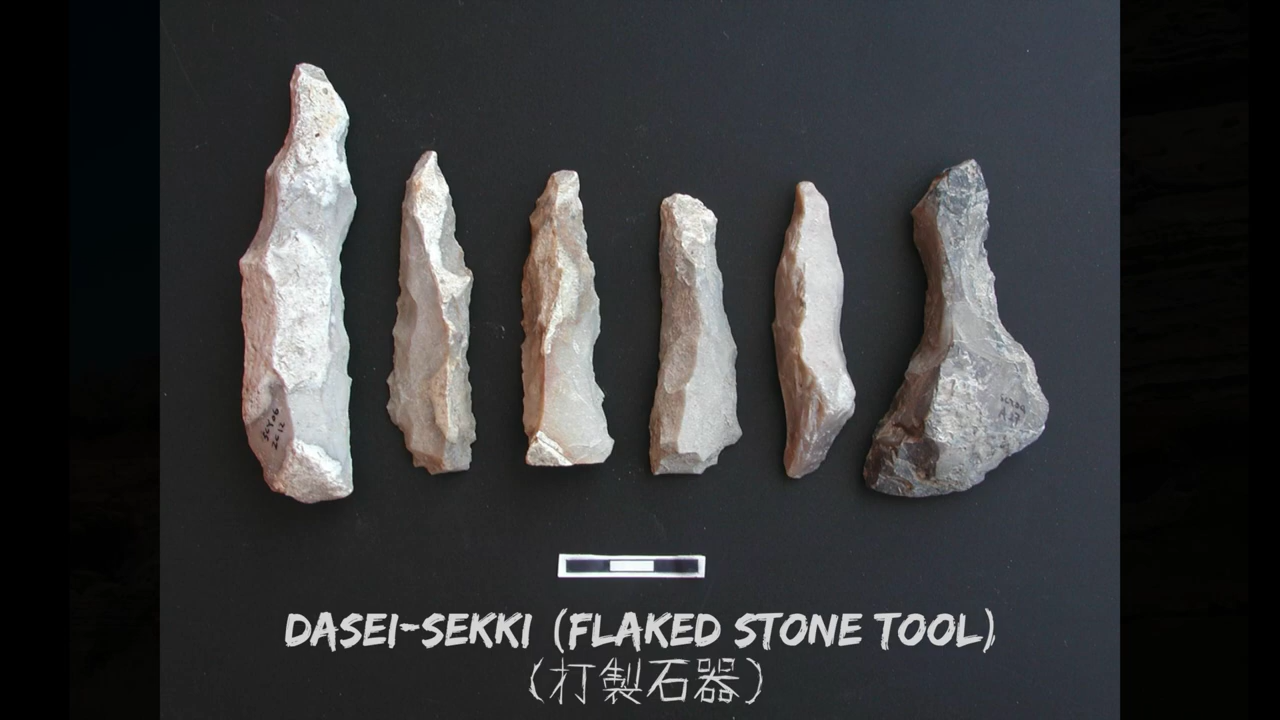 DASEI-SEKKI (FLAKED STONE TOOL)
(打製石器)